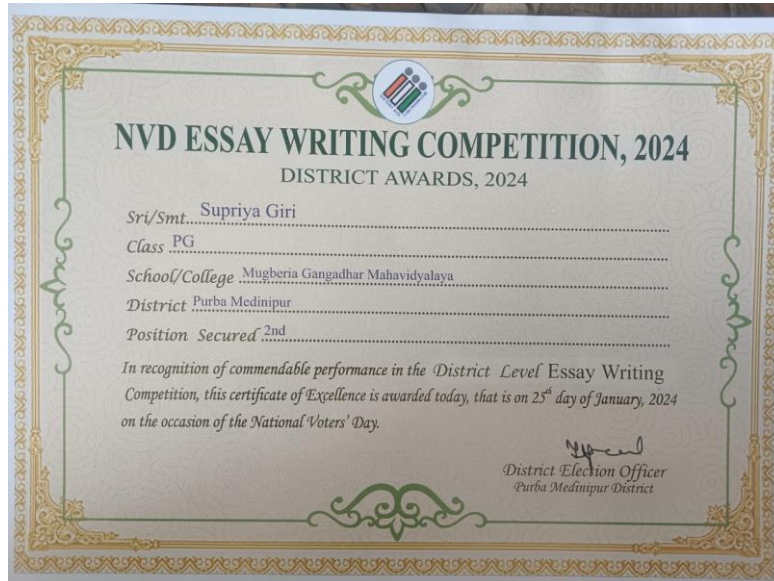 NVD ESSAY WRITING COMPETITION, 2024
DISTRICT AWARDS, 2024
Sri/Smt. Supriya Giri
Class PG
School/College Mugberia Gangadhar Mahavidyalaya
District Purba Medinipur
Position Secured 2nd
In recognition of commendable performance in the District Level Essay Writing
Competition, this certificate of Excellence is awarded today, that is on 25th day of January, 2024
on the occasion of the National Voters' Day.
District Election Officer
Purba Medinipur District